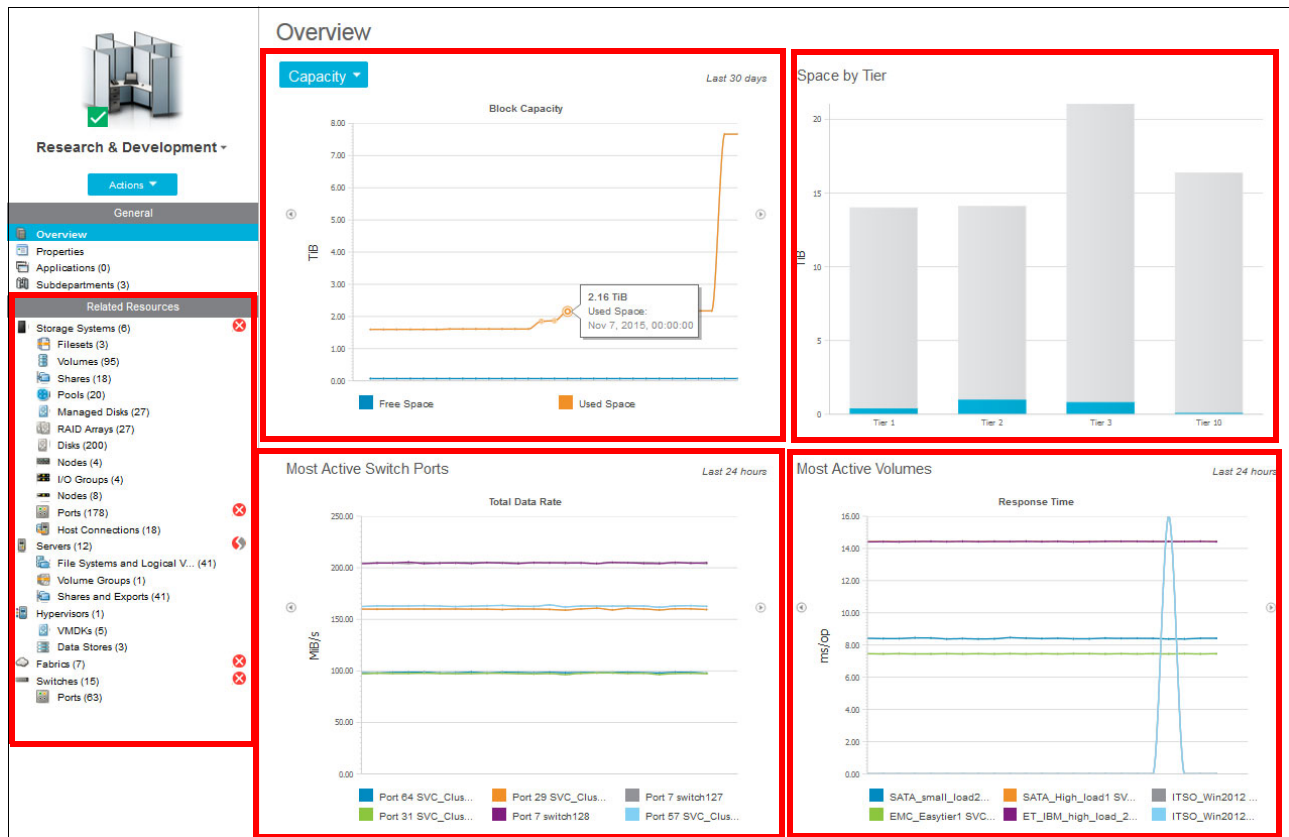 Overview
Research & Development
Actions
General
Overview
Properties
Applications (0)
Subdepartments (3)
Related Resources
Storage Systems (6)
Filesets (3)
Volumes (95)
Shares (18)
Pools (20)
Managed Disks (27)
RAID Arrays (27)
Disks (200)
Nodes (4)
I/O Groups (4)
Nodes (8)
Ports (178)
Host Connections (18)
Servers (12)
File Systems and Logical V... (41)
Volume Groups (1)
Shares and Exports (41)
Hypervisors (1)
VMDKs (5)
Data Stores (3)
Fabrics (7)
Switches (15)
Ports (63)
Capacity
Last 30 days
Block Capacity
8.00
7.00
6.00
5.00
4.00
3.00
2.00
1.00
0.00
TiB
2.16 TiB
Used Space:
Nov 7, 2015, 00:00:00
Free Space Used Space
Space by Tier
20
15
10
5
0
TiB
Tier 1 Tier 2 Tier 3 Tier 10
Most Active Switch Ports
Last 24 hours
Total Data Rate
250.00
200.00
150.00
100.00
50.00
0.00
MiB/s
Port 64 SVC_Clus... Port 29 SVC_Clus... Port 7 switch127
Port 31 SVC_Clus... Port 7 switch128 Port 57 SVC_Clus...
Most Active Volumes
Last 24 hours
Response Time
16.00
14.00
12.00
10.00
8.00
6.00
4.00
2.00
0.00
ms/op
SATA_small_load2... SATA_High_load1 SV... ITSO_Win2012 ...
EMC_Easytier1 SVC... ET_IBM_high_load_2... ITSO_Win2012 ...